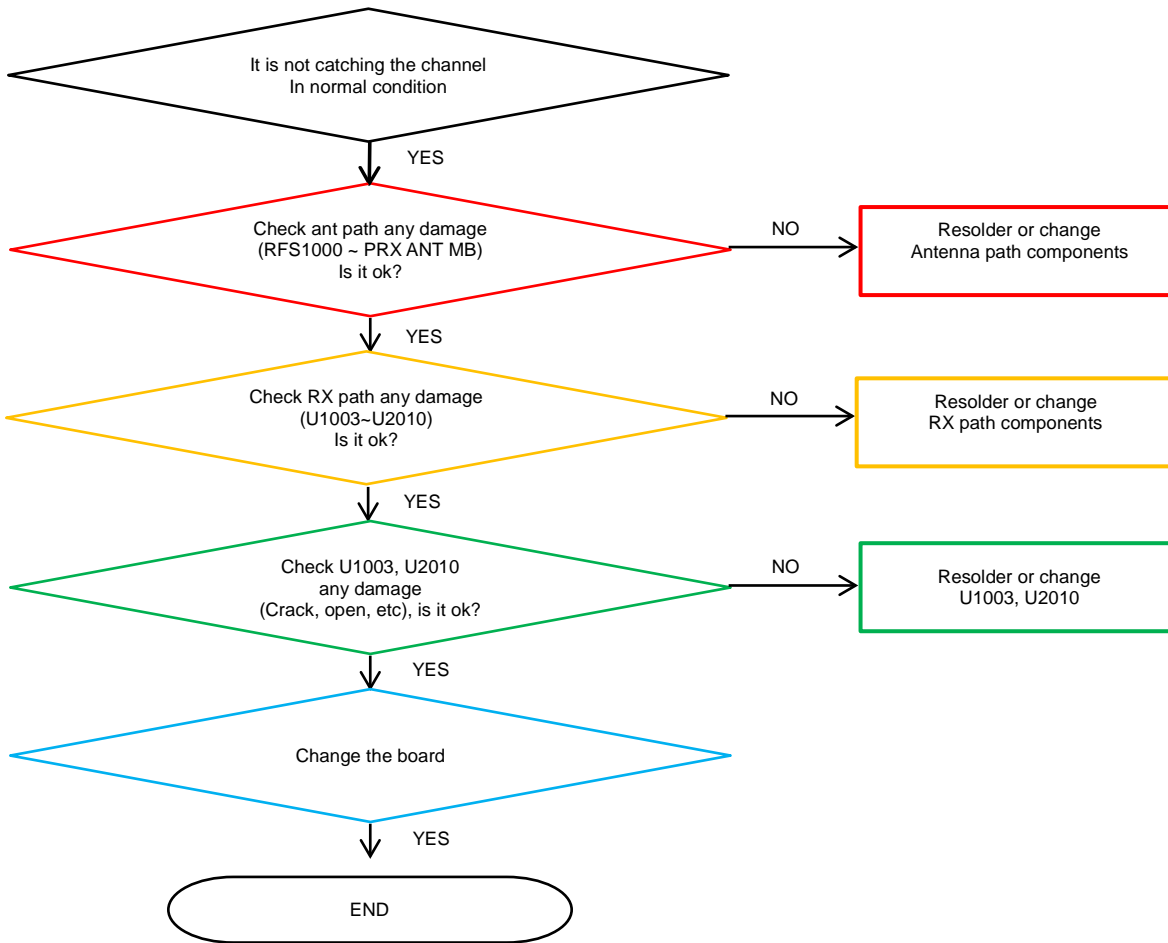 It is not catching the channel
In normal condition
YES
Check ant path any damage
(RFS1000 ~ PRX ANT MB)
Is it ok?
NO
Resolder or change
Antenna path components
YES
Check RX path any damage
(U1003~U2010)
Is it ok?
NO
Resolder or change
RX path components
YES
Check U1003, U2010
any damage
(Crack, open, etc), is it ok?
NO
Resolder or change
U1003, U2010
YES
Change the board
YES
END